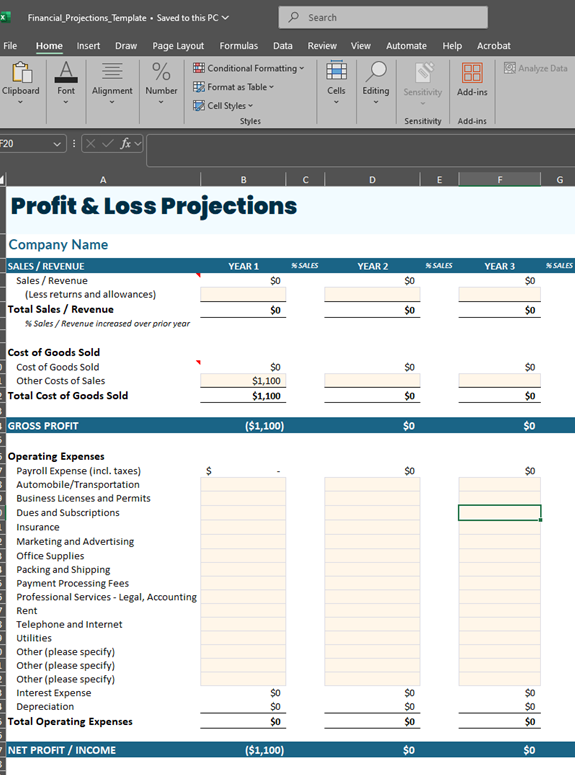 Financial_Projections_Template • Saved to this PC
Search
File Home Insert Draw Page Layout Formulas Data Review View Automate Help Acrobat
Clipboard Font Alignment Number Conditional Formatting Cells Editing Sensitivity Add-ins Analyze Data
Format as Table
Cell Styles
Styles Sensitivity Add-ins
F20 fx
A B C D E F G
Profit & Loss Projections
Company Name
SALES / REVENUE YEAR 1 % SALES YEAR 2 % SALES YEAR 3 % SALES
Sales / Revenue $0 $0 $0
(Less returns and allowances)
Total Sales / Revenue $0 $0 $0
% Sales / Revenue increased over prior year
Cost of Goods Sold
Cost of Goods Sold $0 $0 $0
Other Costs of Sales $1,100
Total Cost of Goods Sold $1,100 $0 $0
GROSS PROFIT ($1,100) $0 $0
Operating Expenses
Payroll Expense (incl. taxes) $ - $0 $0
Automobile/Transportation
Business Licenses and Permits
Dues and Subscriptions
Insurance
Marketing and Advertising
Office Supplies
Packing and Shipping
Payment Processing Fees
Professional Services - Legal, Accounting
Rent
Telephone and Internet
Utilities
Other (please specify)
Other (please specify)
Other (please specify)
Interest Expense $0 $0 $0
Depreciation $0 $0 $0
Total Operating Expenses $0 $0 $0
NET PROFIT / INCOME ($1,100) $0 $0